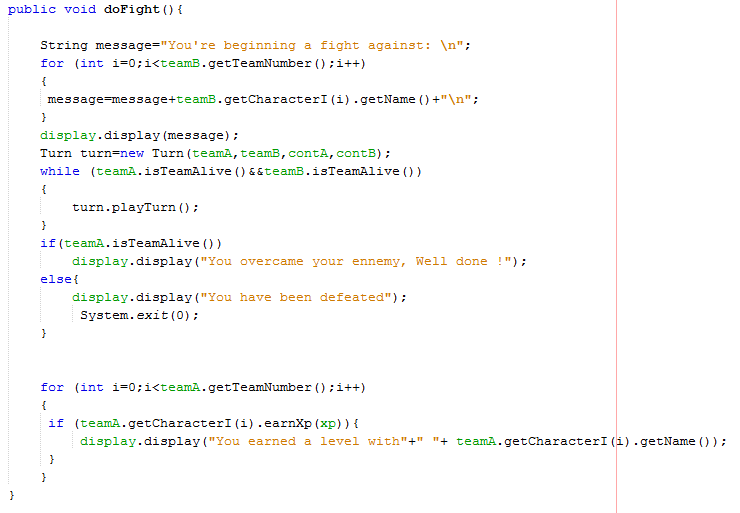 public void doFight(){
String message="You're beginning a fight against: \n";
for (int i=0;i<teamB.getTeamNumber();i++)
{
message=message+teamB.getCharacterI(i).getName()+"\n";
}
display.display(message);
Turn turn=new Turn(teamA,teamB,contA,contB);
while (teamA.isTeamAlive()&&teamB.isTeamAlive())
{
turn.playTurn();
}
if(teamA.isTeamAlive())
display.display("You overcame your ennemy, Well done !");
else{
display.display("You have been defeated");
System.exit(0);
}
for (int i=0;i<teamA.getTeamNumber();i++)
{
if (teamA.getCharacterI(i).earnXp(xp)){
display.display("You earned a level with"+" "+ teamA.getCharacterI(i).getName());
}
}
}